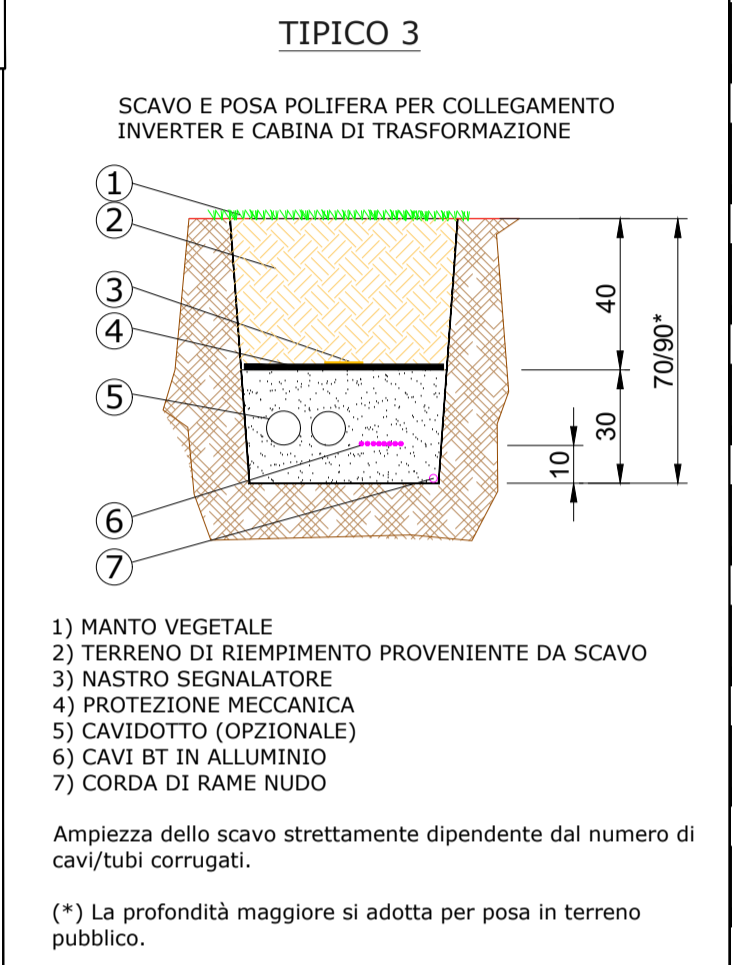 TIPICO 3
SCAVO E POSA POLIFERA PER COLLEGAMENTO
INVERTER E CABINA DI TRASFORMAZIONE
1
2
3
4
5
6
7
40
30
10
70/90*
1) MANTO VEGETALE
2) TERRENO DI RIEMPIMENTO PROVENIENTE DA SCAVO
3) NASTRO SEGNALATORE
4) PROTEZIONE MECCANICA
5) CAVIDOTTO (OPZIONALE)
6) CAVI BT IN ALLUMINIO
7) CORDA DI RAME NUDO
Ampiezza dello scavo strettamente dipendente dal numero di
cavi/tubi corrugati.
(*) La profondità maggiore si adotta per posa in terreno
pubblico.